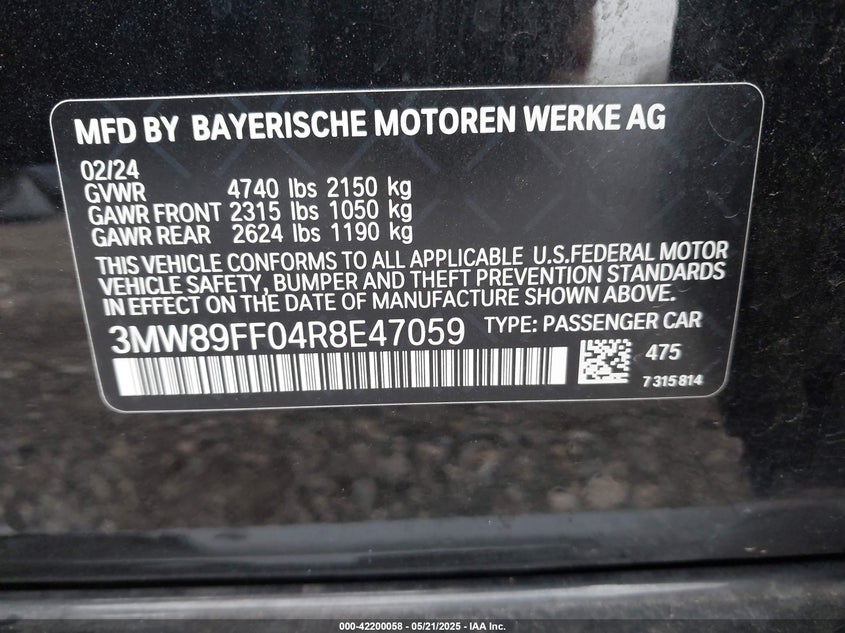 MFD BY BAYERISCHE MOTOREN WERKE AG
02/24
GVWR 4740 lbs 2150 kg
GAWR FRONT 2315 lbs 1050 kg
GAWR REAR 2624 lbs 1190 kg
THIS VEHICLE CONFORMS TO ALL APPLICABLE U.S.FEDERAL MOTOR
VEHICLE SAFETY, BUMPER AND THEFT PREVENTION STANDARDS
IN EFFECT ON THE DATE OF MANUFACTURE SHOWN ABOVE.
3MW89FF04R8E47059 TYPE: PASSENGER CAR
475
7 315 814
000-42200058 - 05/21/2025 - IAA Inc.